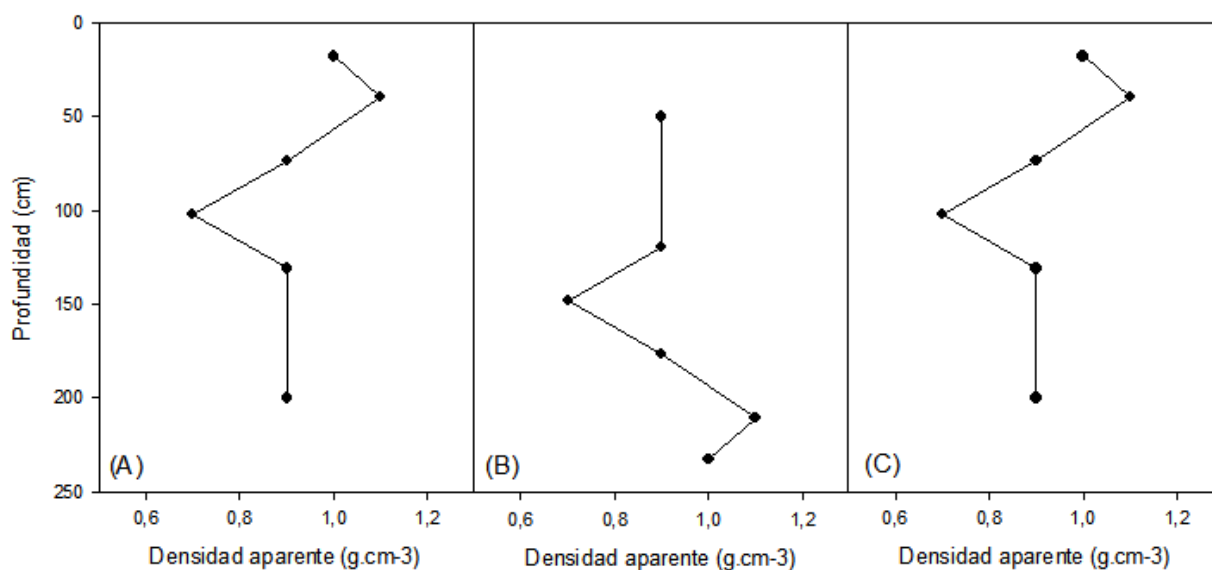 Profundidad (cm)
0
50
100
150
200
250
(A)
(B)
(C)
0,6 0,8 1,0 1,2
0,6 0,8 1,0 1,2
0,6 0,8 1,0 1,2
Densidad aparente (g.cm-3)
Densidad aparente (g.cm-3)
Densidad aparente (g.cm-3)